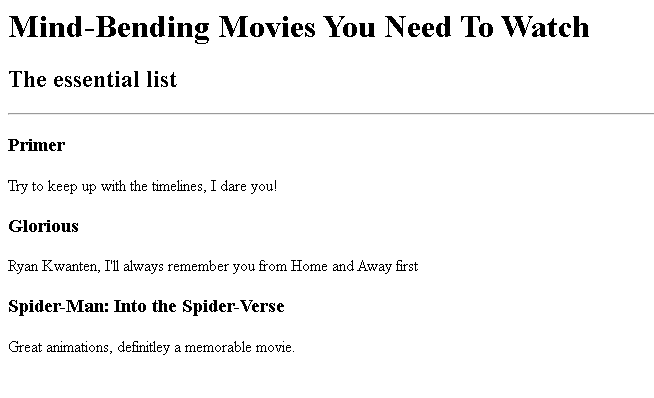 Mind-Bending Movies You Need To Watch
The essential list
Primer
Try to keep up with the timelines, I dare you!
Glorious
Ryan Kwanten, I'll always remember you from Home and Away first
Spider-Man: Into the Spider-Verse
Great animations, definitley a memorable movie.